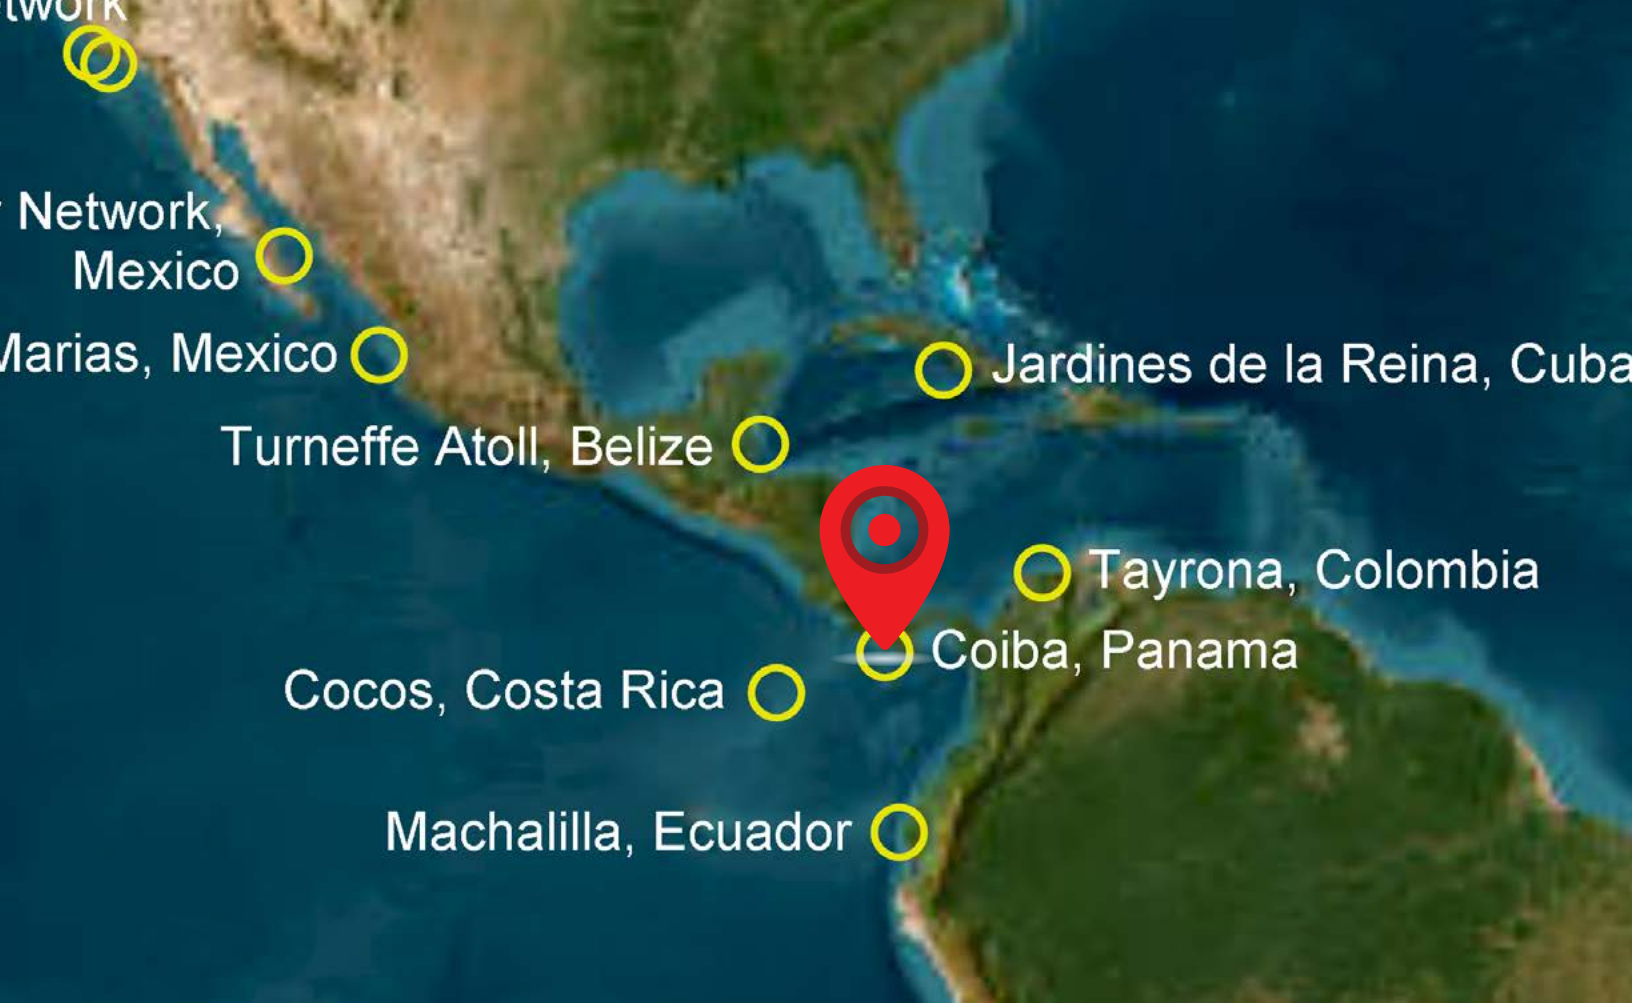 Network,
Mexico
Marias, Mexico
Jardines de la Reina, Cuba
Turneffe Atoll, Belize
Tayrona, Colombia
Coiba, Panama
Cocos, Costa Rica
Machalilla, Ecuador